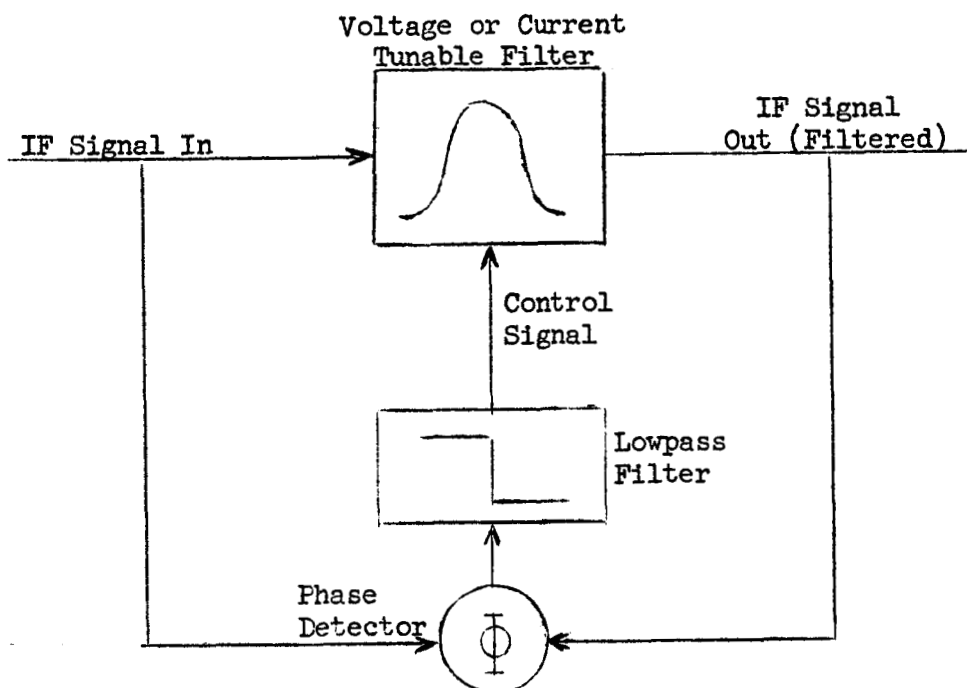 Voltage or Current
Tunable Filter
IF Signal In
IF Signal
Out (Filtered)
Control
Signal
Lowpass
Filter
Phase
Detector
Φ